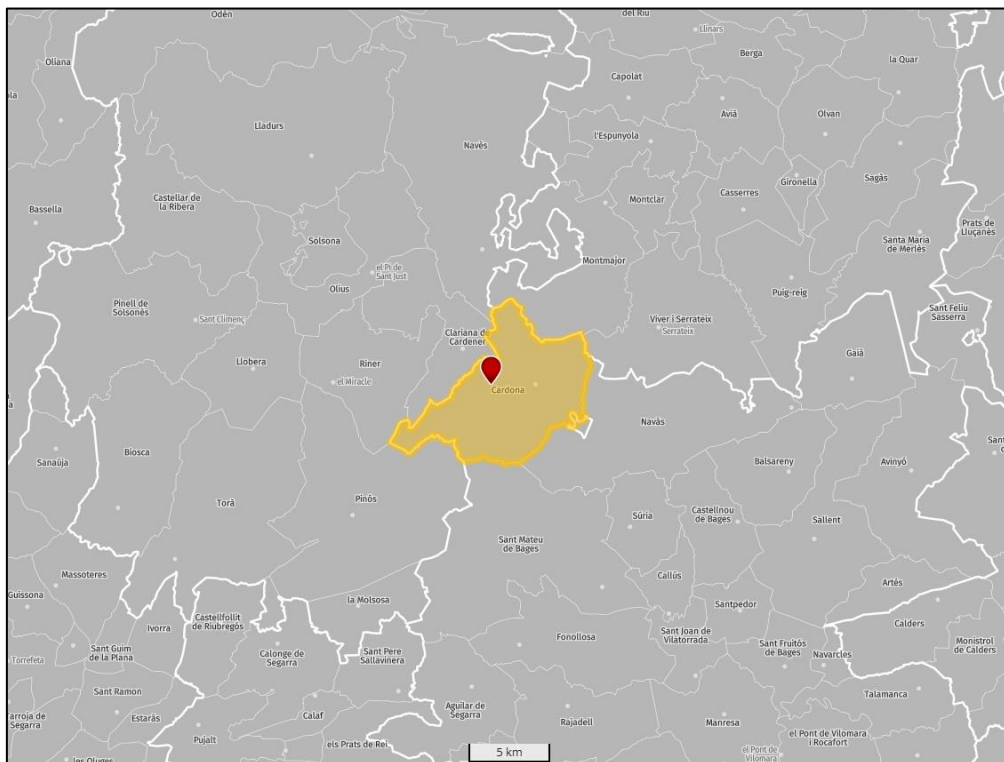 Odèn
del Riu
Llinars
Berga
la Quar
Oliana
Capolat
Lladurs
Avià
Olvan
l'Espunyola
Navès
Gironella
Sagàs
Castellar de
la Ribera
Casserres
Montclar
Bassella
Prats de
Lluçanès
Solsona
Santa Maria
de Merlès
el Pi de
Sant Just
Montmajor
Olius
Puig-reig
Pinell de
Solsonès
Sant Climenç
Sant Feliu
Sasserra
Viver i Serrateix
Serrateix
Clariana de
Cardener
Gaià
Llobera
Riner
el Miracle
Cardona
Navàs
Biosca
Sanaüja
Balsareny
Avinyó
Pinós
Torà
Súria
Castellnou
de Bages
Sallent
Sant Mateu
de Bages
Massoteres
Callús
Artés
Guissona
la Molsosa
Santpedor
Castellfollit
de Riubregós
Calders
Ivorra
Sant Joan de
Vilatorrada
Fonollosa
Sant Guim
de la Plana
Calonge de
Segarra
Sant Pere
Sallavinera
Sant Fruitós
de Bages
Navarcles
Monistrol
de Calders
Torrefeta
Sant Ramon
Talamanca
Aguilar de
Segarra
Calaf
Estaràs
Rajadell
Manresa
Pujalt
els Prats de Rei
el Pont de Vilomara
i Rocafort
el Pont de
Vilomara
les Oluges
5 km